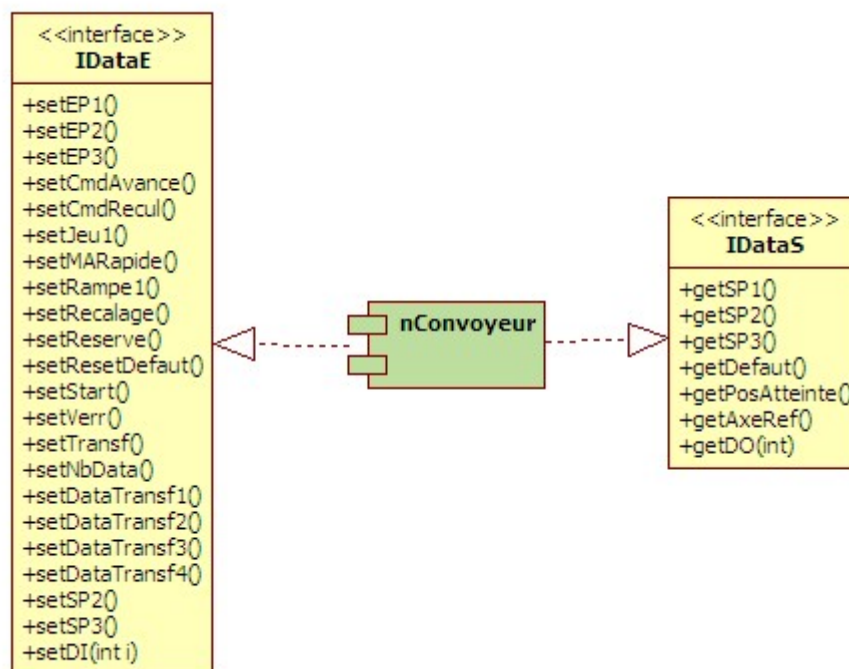 <<interface>>
IDataE
+setEP1()
+setEP2()
+setEP3()
+setCmdAvance()
+setCmdRecul()
+setJeu1()
+setMARapide()
+setRampe1()
+setRecalage()
+setReserve()
+setResetDefaut()
+setStart()
+setVerr()
+setTransf()
+setNbData()
+setDataTransf1()
+setDataTransf2()
+setDataTransf3()
+setDataTransf4()
+setSP2()
+setSP3()
+setDI(int i)
nConvoyeur
<<interface>>
IDataS
+getSP1()
+getSP2()
+getSP3()
+getDefaut()
+getPosAtteinte()
+getAxeRef()
+getDO(int)